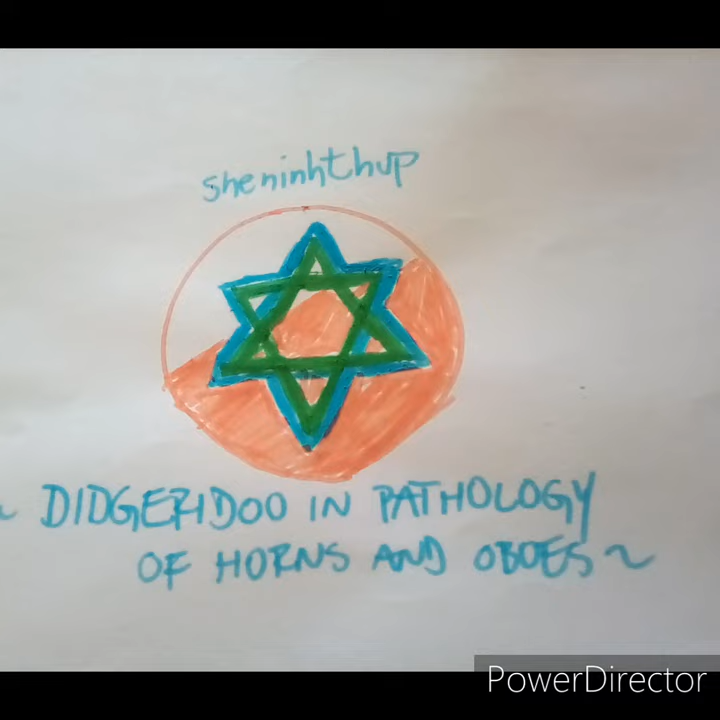 sheninhthup
~ DIDGERIDOO IN PATHOLOGY
OF HORNS AND OBOES ~
PowerDirector